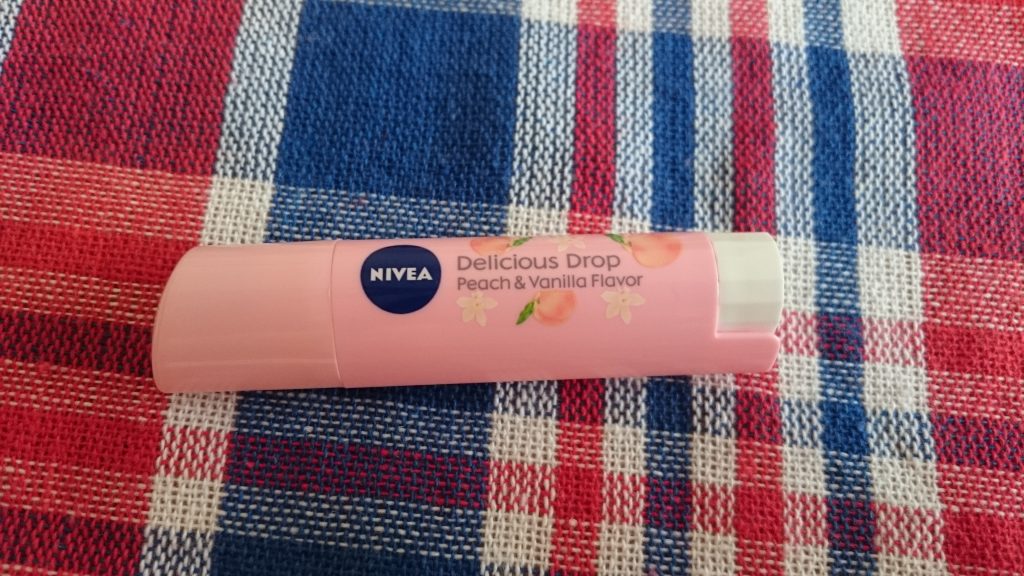 NIVEA
Delicious Drop
Peach & Vanilla Flavor